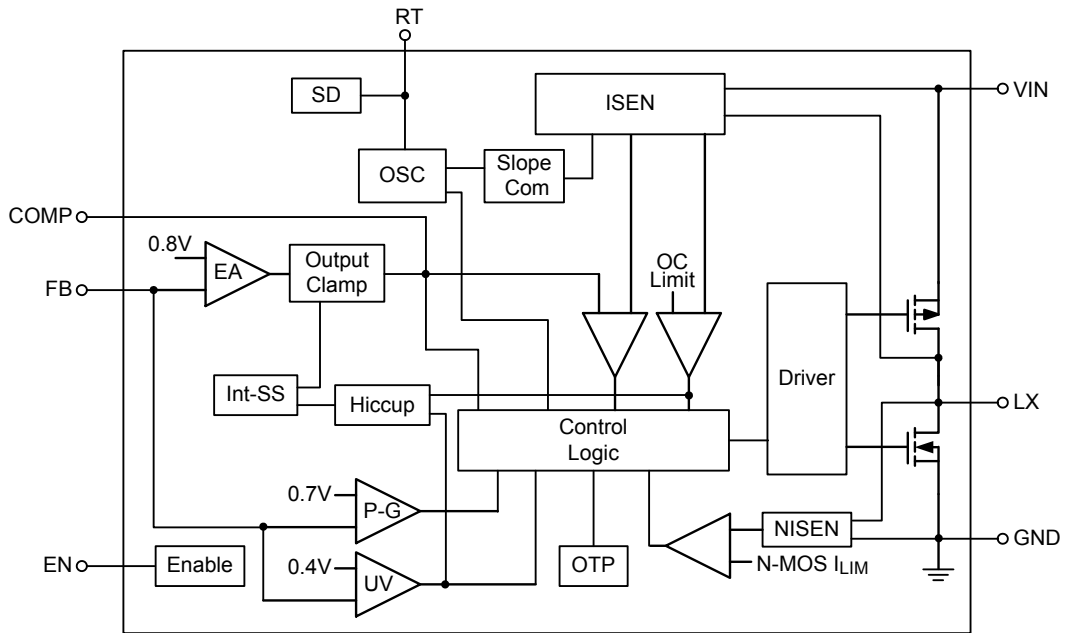 RT
SD
ISEN
VIN
OSC
Slope
Com
COMP
0.8V
EA
Output
Clamp
OC
Limit
FB
Driver
Int-SS
Hiccup
LX
Control
Logic
0.7V
P-G
NISEN
GND
EN
Enable
0.4V
UV
OTP
N-MOS ILIM